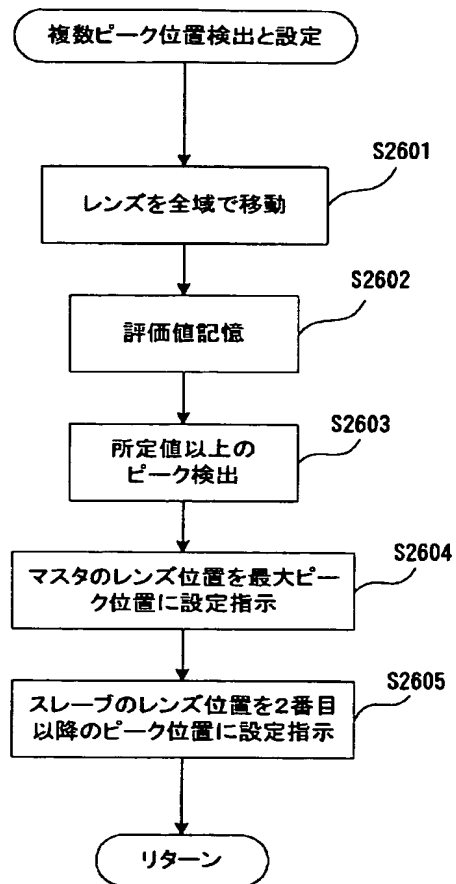 複数ピーク位置検出と設定
S2601
レンズを全域で移動
S2602
評価値記憶
S2603
所定値以上の
ピーク検出
S2604
マスタのレンズ位置を最大ピー
ク位置に設定指示
S2605
スレーブのレンズ位置を2番目
以降のピーク位置に設定指示
リターン